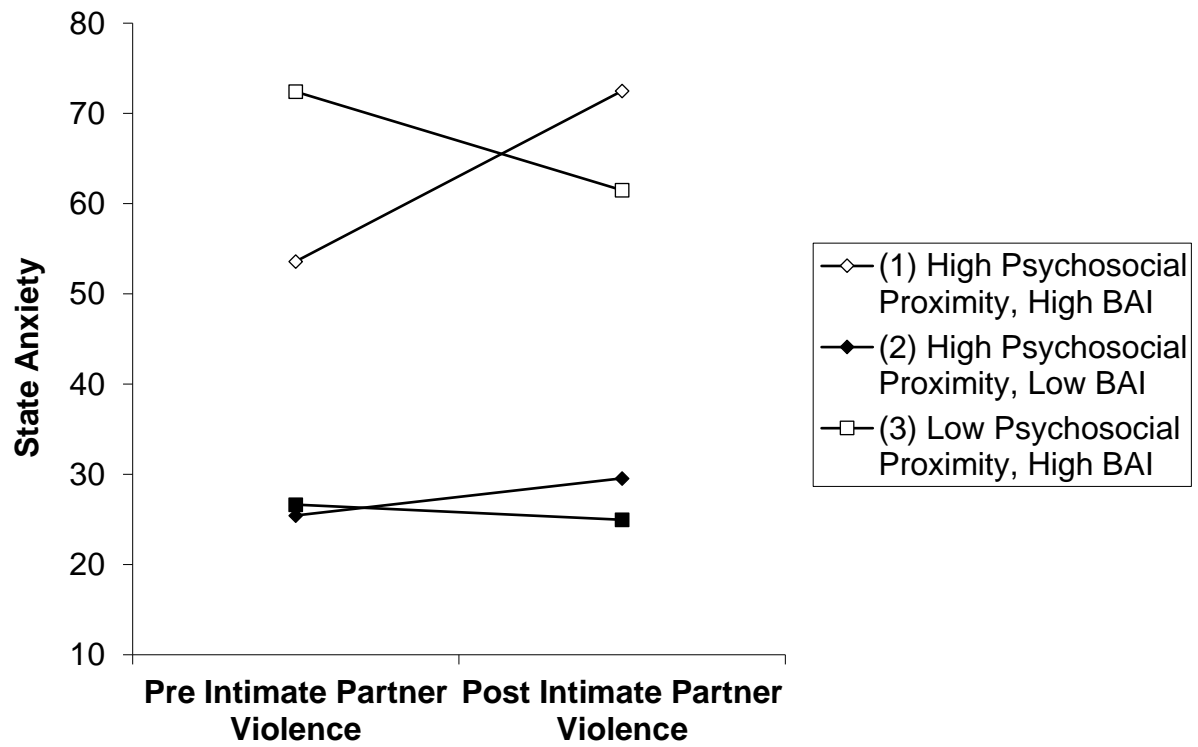 80
70
60
50
40
30
20
10
State Anxiety
Pre Intimate Partner
Violence
Post Intimate Partner
Violence
(1) High Psychosocial
Proximity, High BAI
(2) High Psychosocial
Proximity, Low BAI
(3) Low Psychosocial
Proximity, High BAI